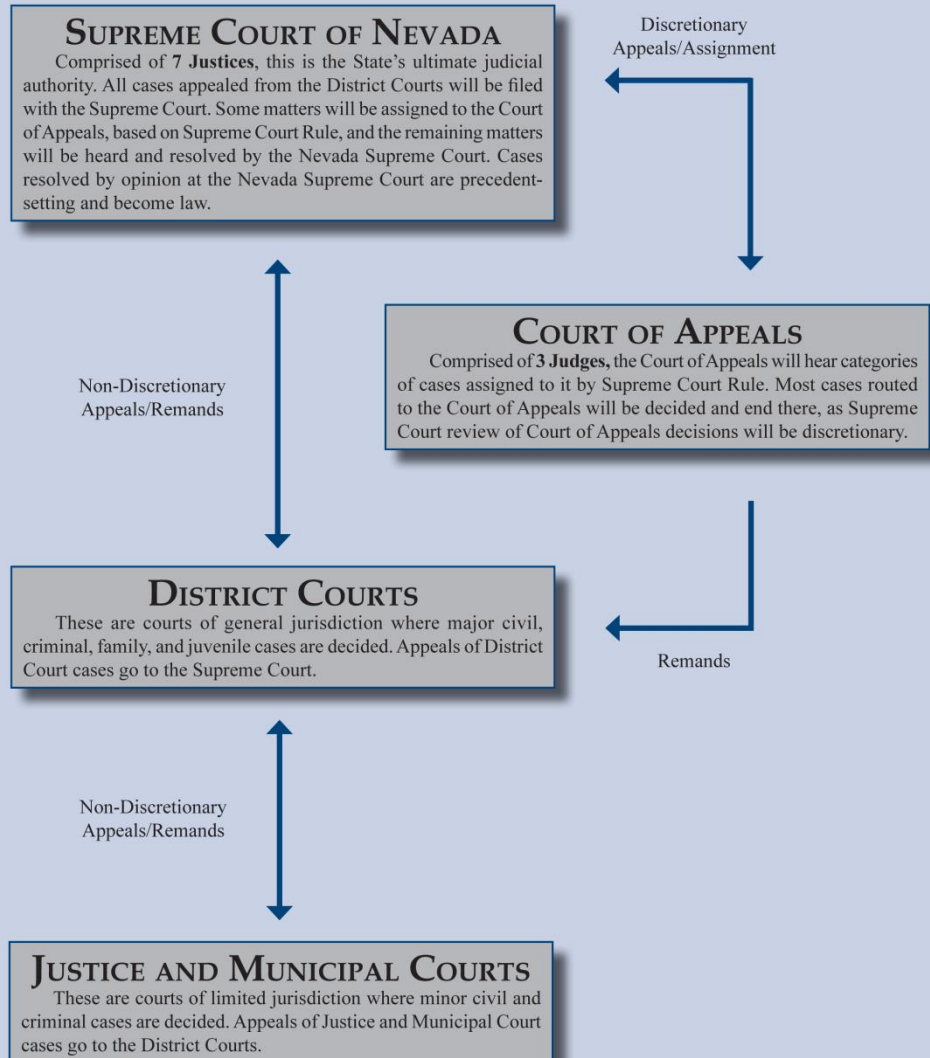 SUPREME COURT OF NEVADA
Comprised of 7 Justices, this is the State's ultimate judicial
authority. All cases appealed from the District Courts will be filed
with the Supreme Court. Some matters will be assigned to the Court
of Appeals, based on Supreme Court Rule, and the remaining matters
will be heard and resolved by the Nevada Supreme Court. Cases
resolved by opinion at the Nevada Supreme Court are precedent-
setting and become law.
Discretionary
Appeals/Assignment
COURT OF APPEALS
Comprised of 3 Judges, the Court of Appeals will hear categories
of cases assigned to it by Supreme Court Rule. Most cases routed
to the Court of Appeals will be decided and end there, as Supreme
Court review of Court of Appeals decisions will be discretionary.
Non-Discretionary
Appeals/Remands
DISTRICT COURTS
These are courts of general jurisdiction where major civil,
criminal, family, and juvenile cases are decided. Appeals of District
Court cases go to the Supreme Court.
Remands
Non-Discretionary
Appeals/Remands
JUSTICE AND MUNICIPAL COURTS
These are courts of limited jurisdiction where minor civil and
criminal cases are decided. Appeals of Justice and Municipal Court
cases go to the District Courts.